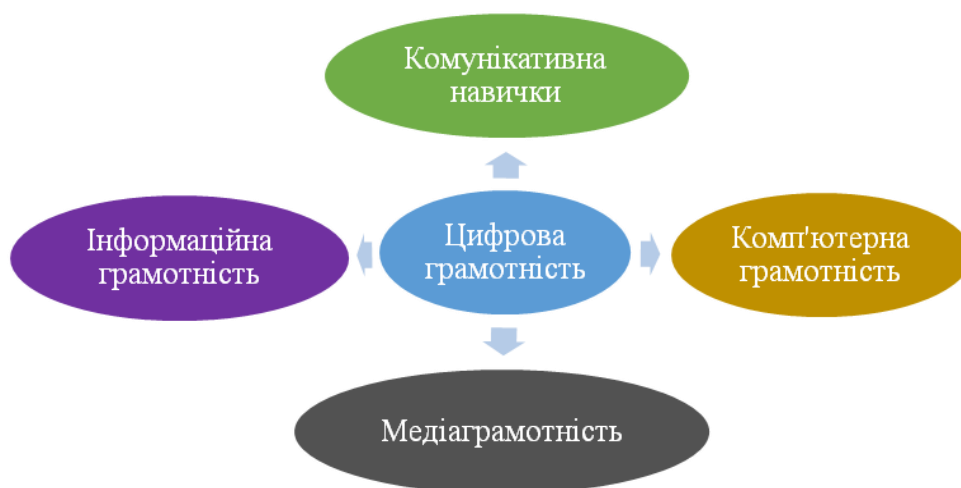 Комунікативна
навички
Інформаційна
грамотність
Цифрова
грамотність
Комп'ютерна
грамотність
Медіаграмотність